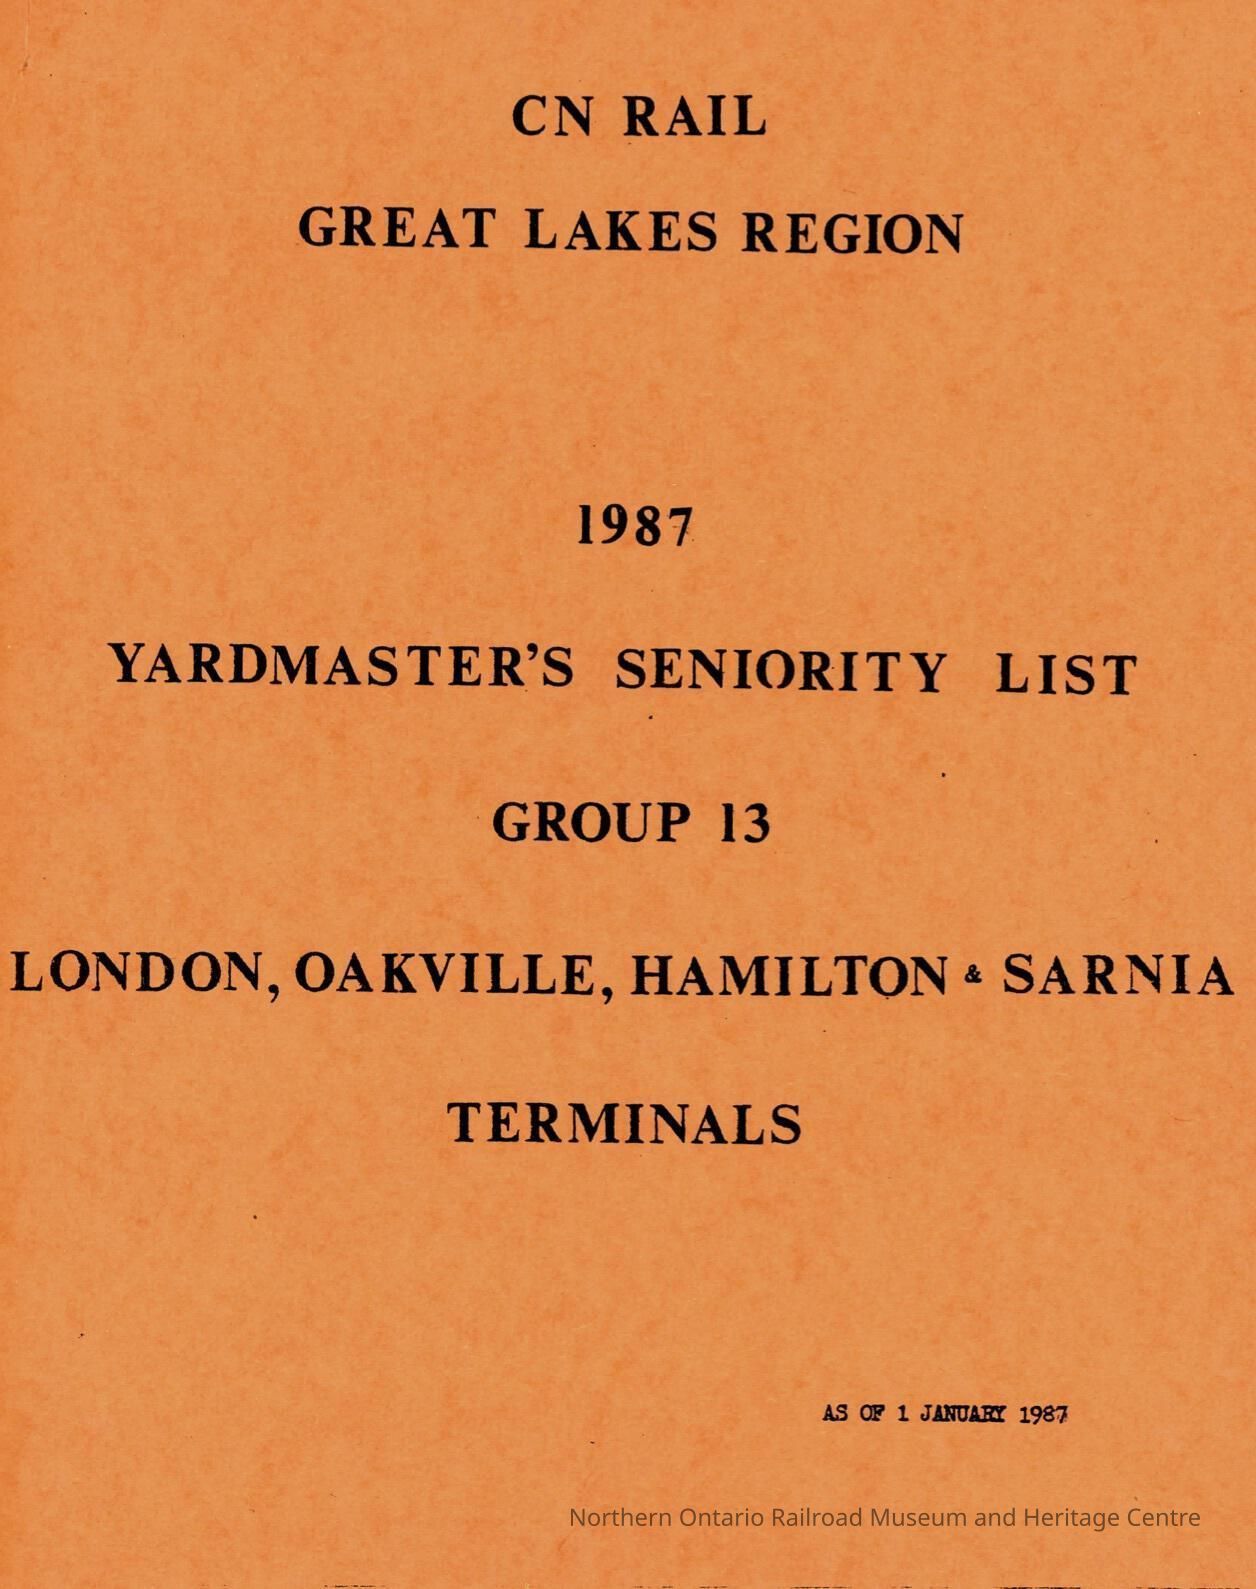 CN RAIL
GREAT LAKES REGION
1987
YARDMASTER'S SENIORITY LIST
GROUP 13
LONDON, OAKVILLE, HAMILTON & SARNIA
TERMINALS
AS OF 1 JANUARY 1987
Northern Ontario Railroad Museum and Heritage Centre